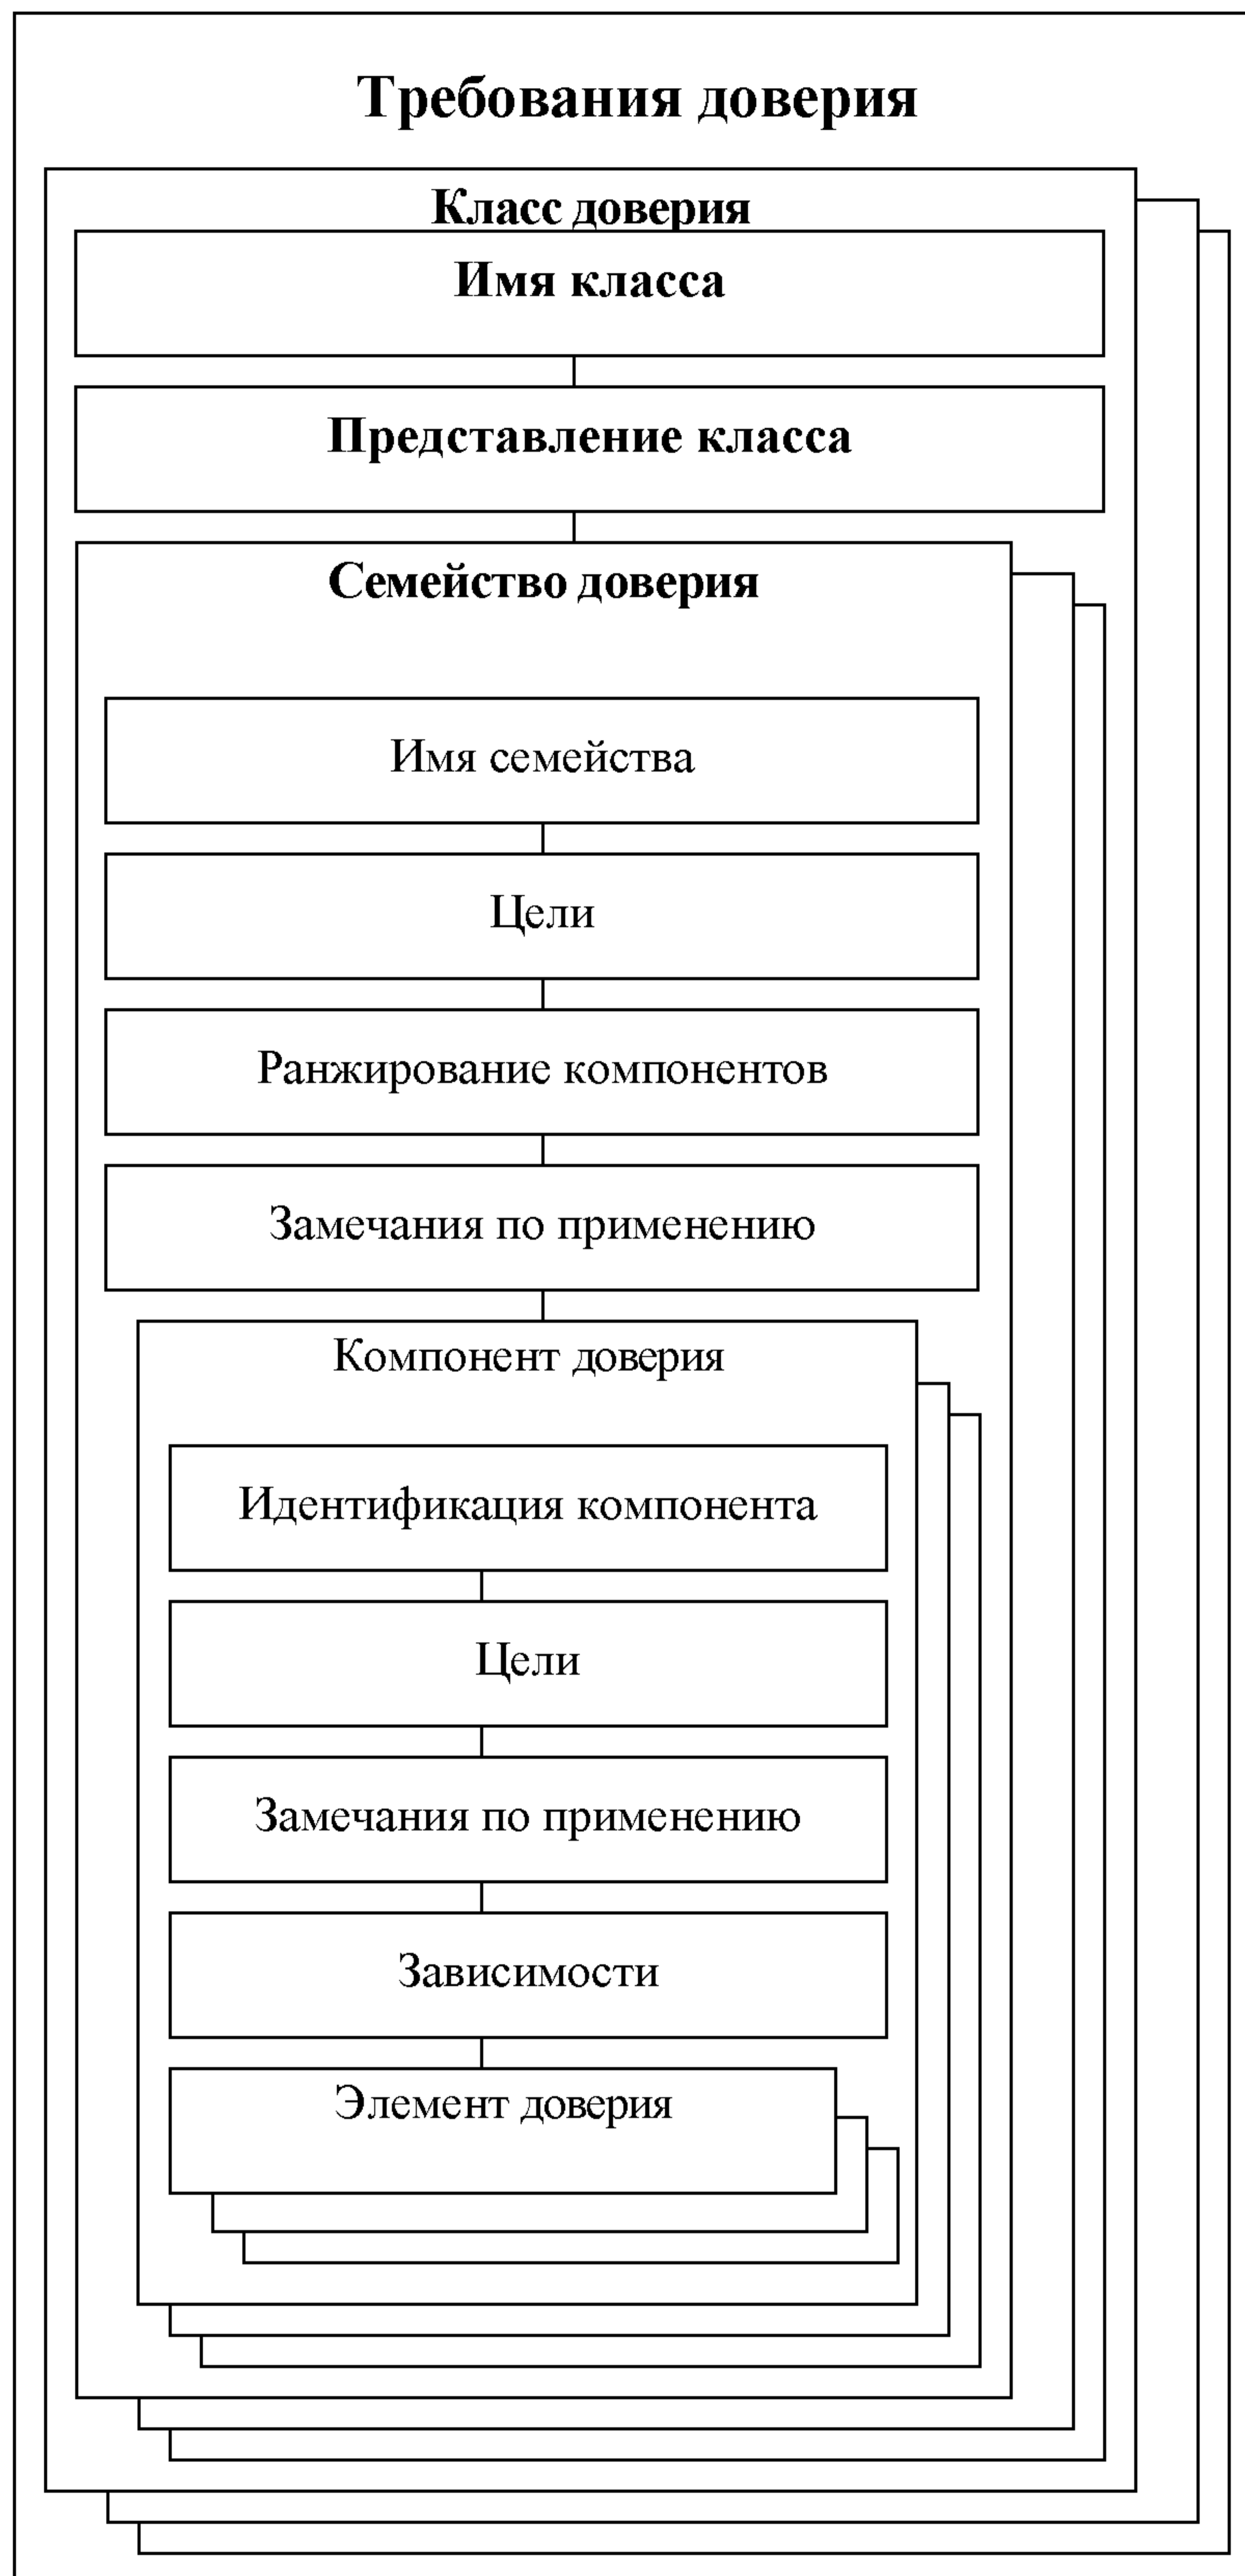 Требования доверия
Класс доверия
Имя класса
Представление класса
Семейство доверия
Имя семейства
Цели
Ранжирование компонентов
Замечания по применению
Компонент доверия
Идентификация компонента
Цели
Замечания по применению
Зависимости
Элемент доверия